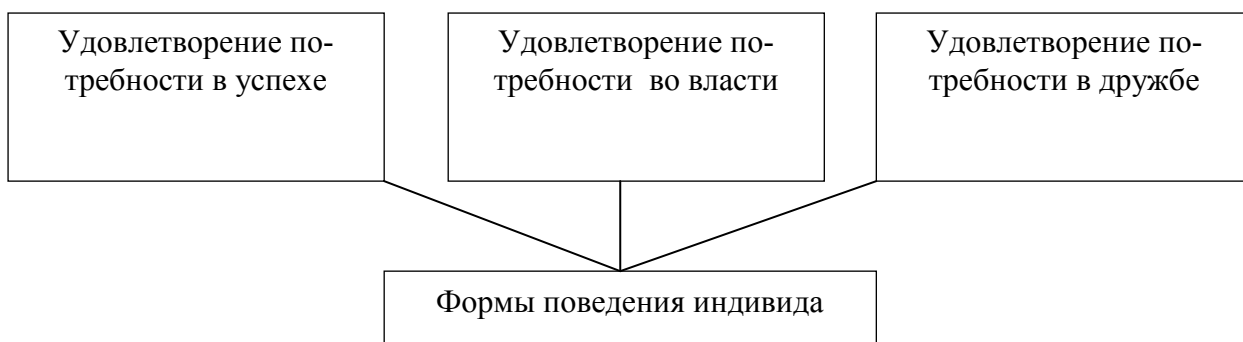 Удовлетворение по-
требности в успехе
Удовлетворение по-
требности во власти
Удовлетворение по-
требности в дружбе
Формы поведения индивида